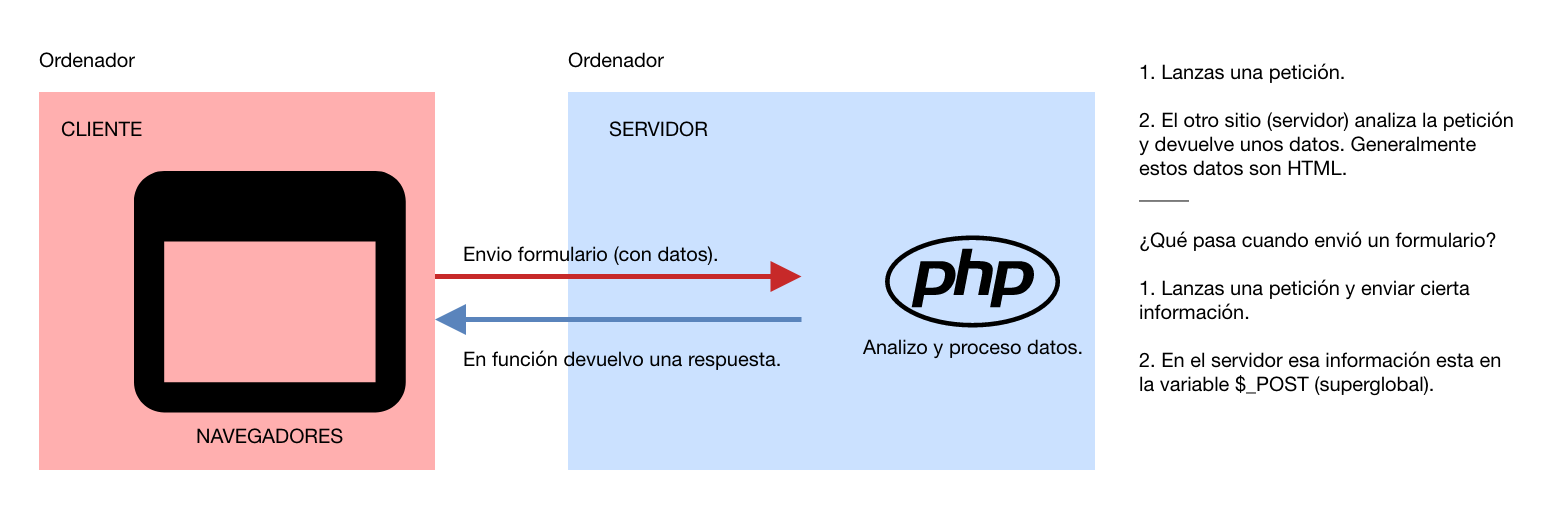 Ordenador
CLIENTE
NAVEGADORES
Envio formulario (con datos).
En función devuelvo una respuesta.
Ordenador
SERVIDOR
php
Analizo y proceso datos.
1. Lanzas una petición.
2. El otro sitio (servidor) analiza la petición
y devuelve unos datos. Generalmente
estos datos son HTML.
¿Qué pasa cuando envió un formulario?
1. Lanzas una petición y enviar cierta
información.
2. En el servidor esa información esta en
la variable $_POST (superglobal).